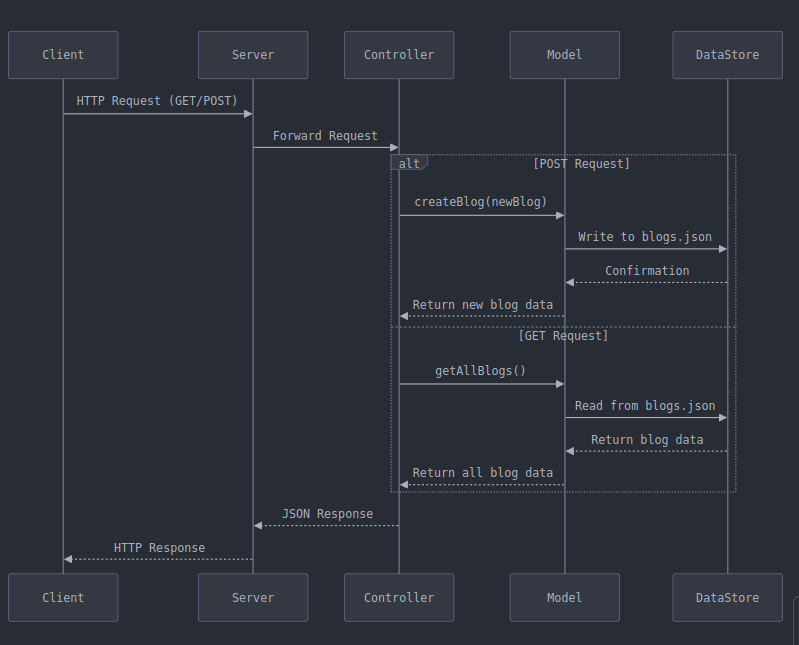 Client
Server
Controller
Model
DataStore
HTTP Request (GET/POST)
Forward Request
alt
[POST Request]
createBlog(newBlog)
Write to blogs.json
Confirmation
Return new blog data
[GET Request]
getAllBlogs()
Read from blogs.json
Return blog data
Return all blog data
JSON Response
HTTP Response
Client
Server
Controller
Model
DataStore